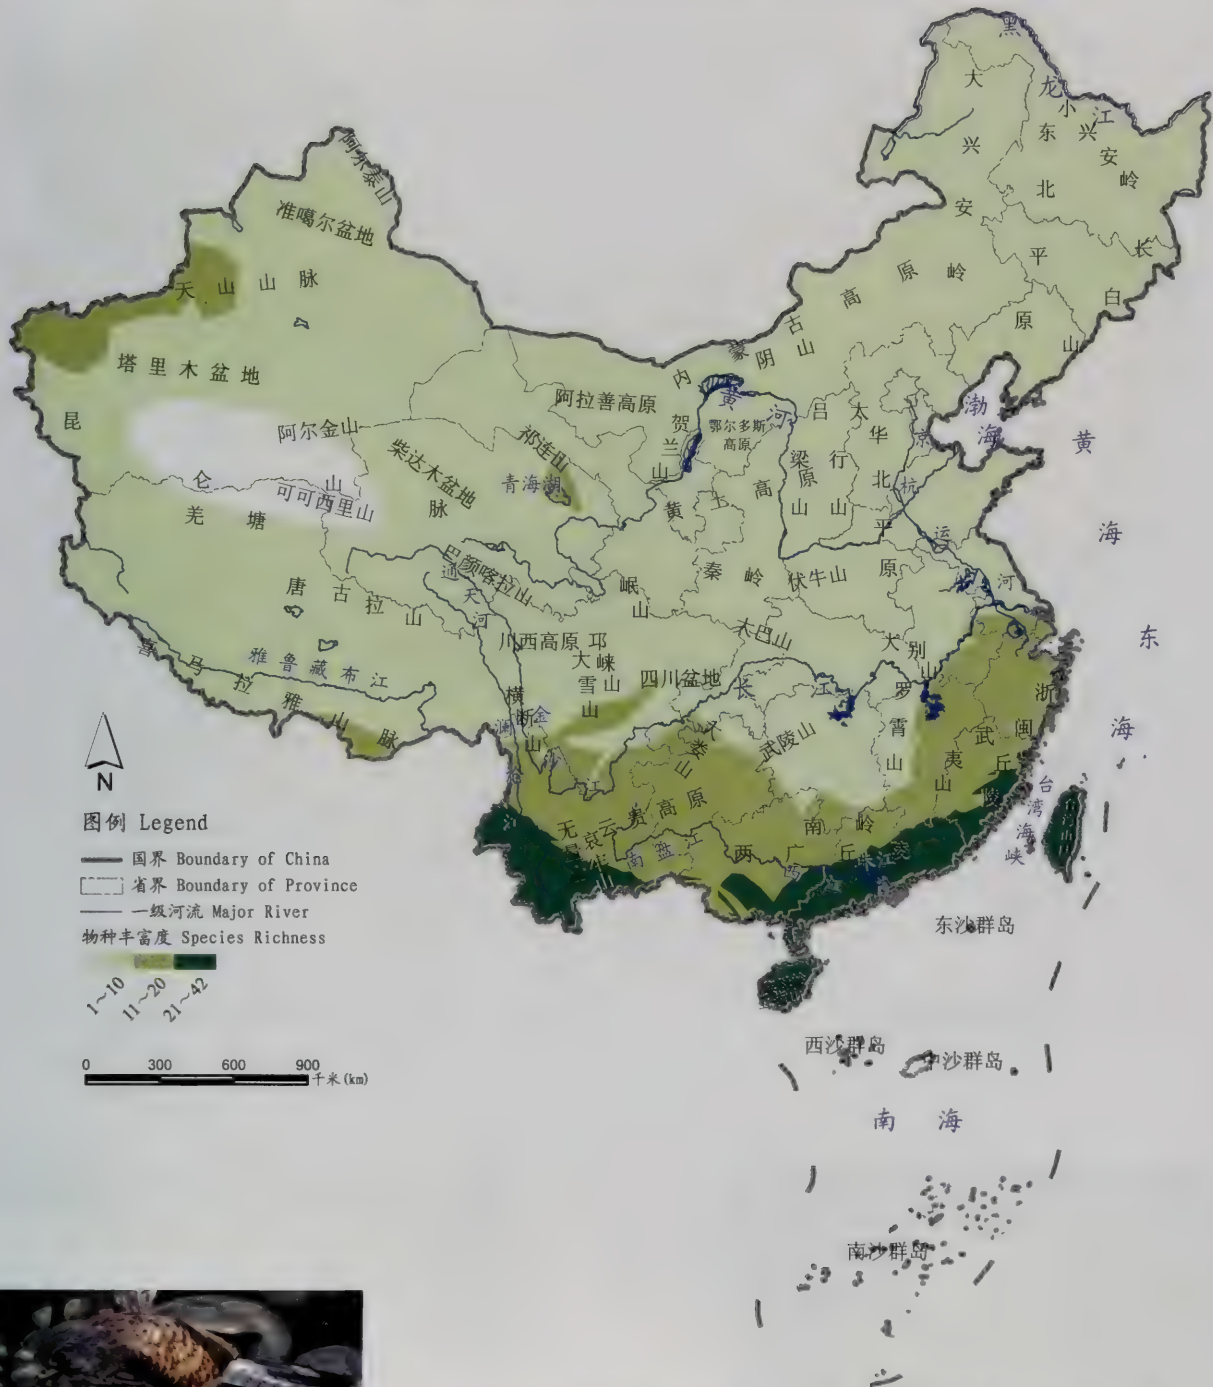 黑
龙
江
大
兴
安
岭
小
兴
安
岭
东
北
平
原
长
白
山
阿尔泰山
准噶尔盆地
天山山脉
塔里木盆地
昆
仑
山
脉
阿尔金山
可可西里山
羌塘
柴达木盆地
祁连山
青海湖
阿拉善高原
内
蒙
古
高
原
阴山
贺
兰
山
黄
河
鄂尔多斯
高原
吕
梁
山
太
行
山
华
北
平
原
京
杭
运
河
渤
海
黄
海
东
海
黄
土
高
原
秦岭
伏牛山
岷
山
巴颜喀拉山
通
天
河
唐古拉山
川西高原
邛
崃
山
大
雪
山
四川盆地
大巴山
大别山
长江
喜马拉雅山脉
雅鲁藏布江
横
断
山
澜
沧
江
金
沙
江
大
娄
山
武陵山
罗
霄
山
武
夷
山
浙
闽
丘
陵
云贵高原
无
量
山
哀
牢
山
南盘江
南岭
两广丘陵
西
江
珠江
台
湾
海
峡
台
湾
山
东沙群岛
西沙群岛
中沙群岛
南海
南沙群岛
N
图例 Legend
国界 Boundary of China
省界 Boundary of Province
一级河流 Major River
物种丰富度 Species Richness
1~10
11~20
21~42
0 300 600 900
千米(km)